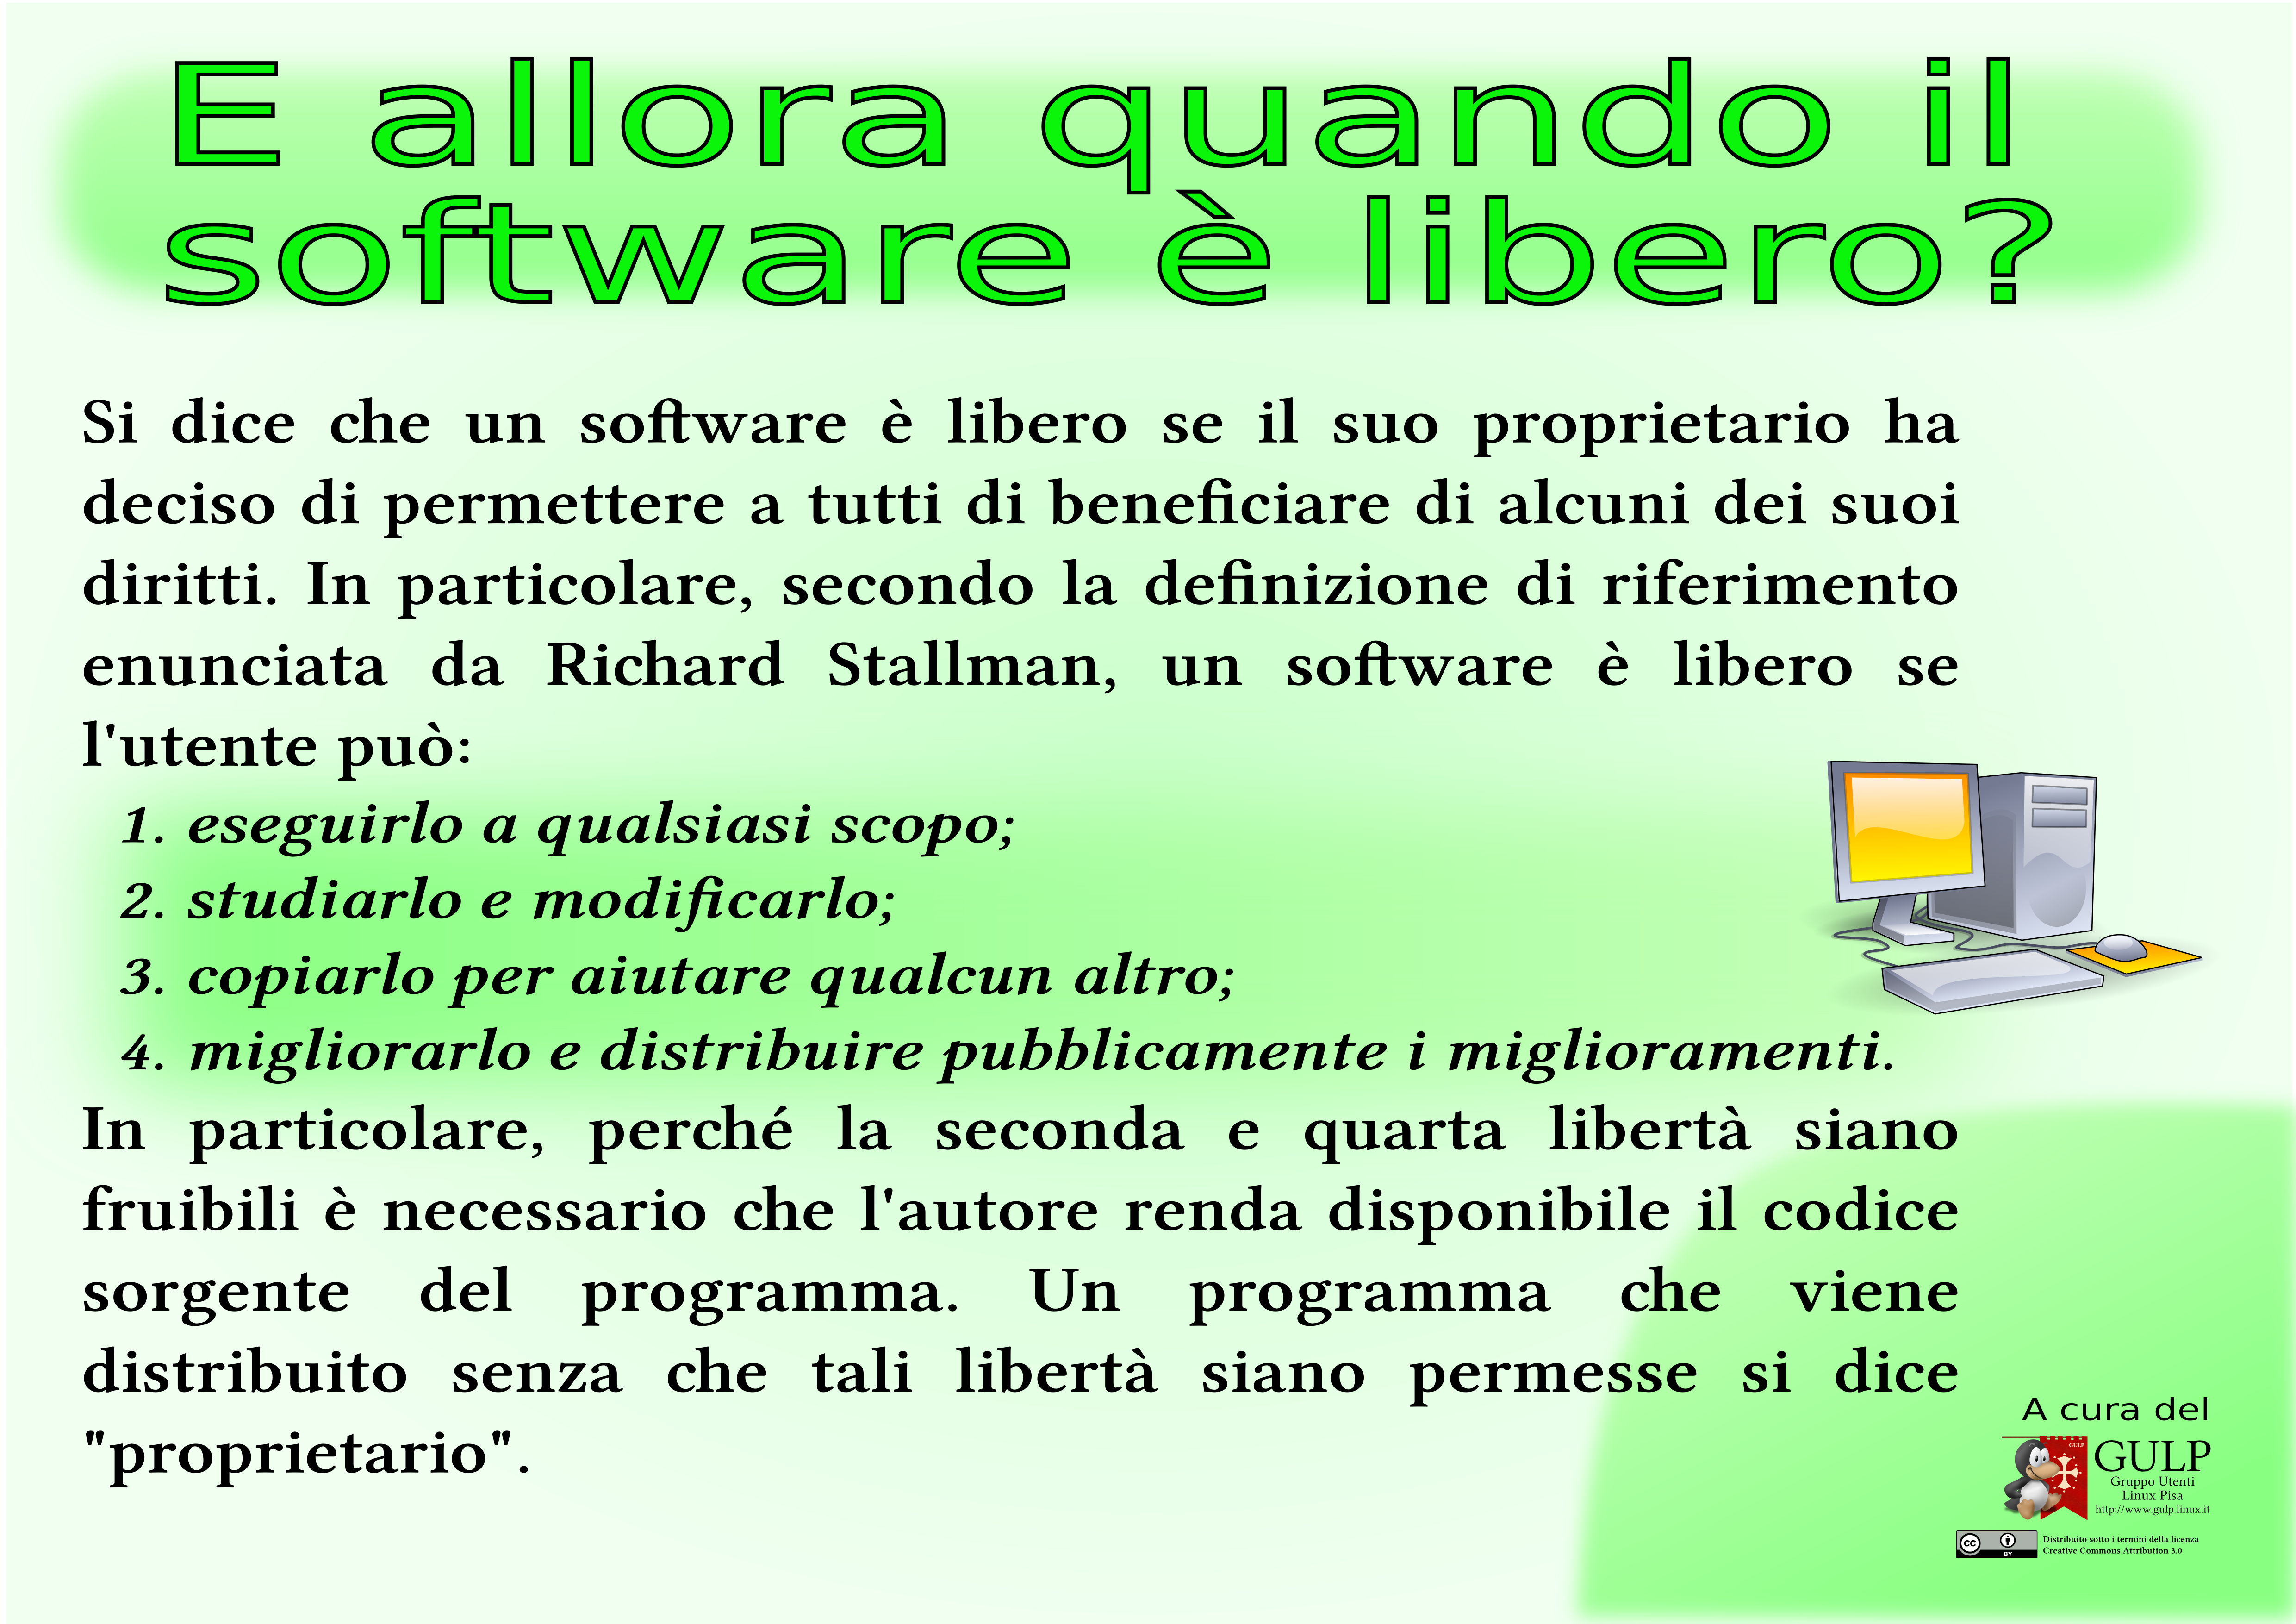 E allora quando il
software è libero?
Si dice che un software è libero se il suo proprietario ha
deciso di permettere a tutti di beneficiare di alcuni dei suoi
diritti. In particolare, secondo la definizione di riferimento
enunciata da Richard Stallman, un software è libero se
l'utente può:
1. eseguirlo a qualsiasi scopo;
2. studiarlo e modificarlo;
3. copiarlo per aiutare qualcun altro;
4. migliorarlo e distribuire pubblicamente i miglioramenti.
In particolare, perché la seconda e quarta libertà siano
fruibili è necessario che l'autore renda disponibile il codice
sorgente del programma. Un programma che viene
distribuito senza che tali libertà siano permesse si dice
"proprietario".
A cura del
GULP
GULP
Gruppo Utenti
Linux Pisa
http://www.gulp.linux.it
cc BY
Distribuito sotto i termini della licenza
Creative Commons Attribution 3.0